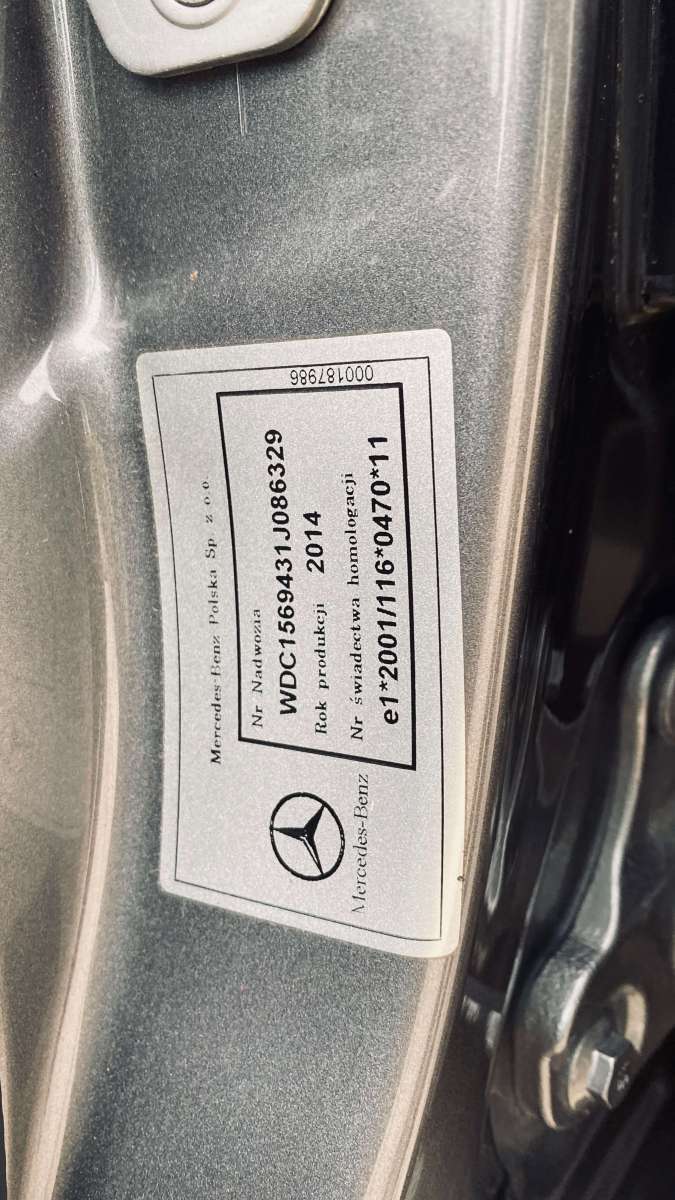 Mercedes-Benz Polska Sp. z o.o.
Nr Nadwozia
WDC1569431J086329
Rok produkcji 2014
Nr świadectwa homologacji
e1*2001/116*0470*11
Mercedes-Benz
000187986